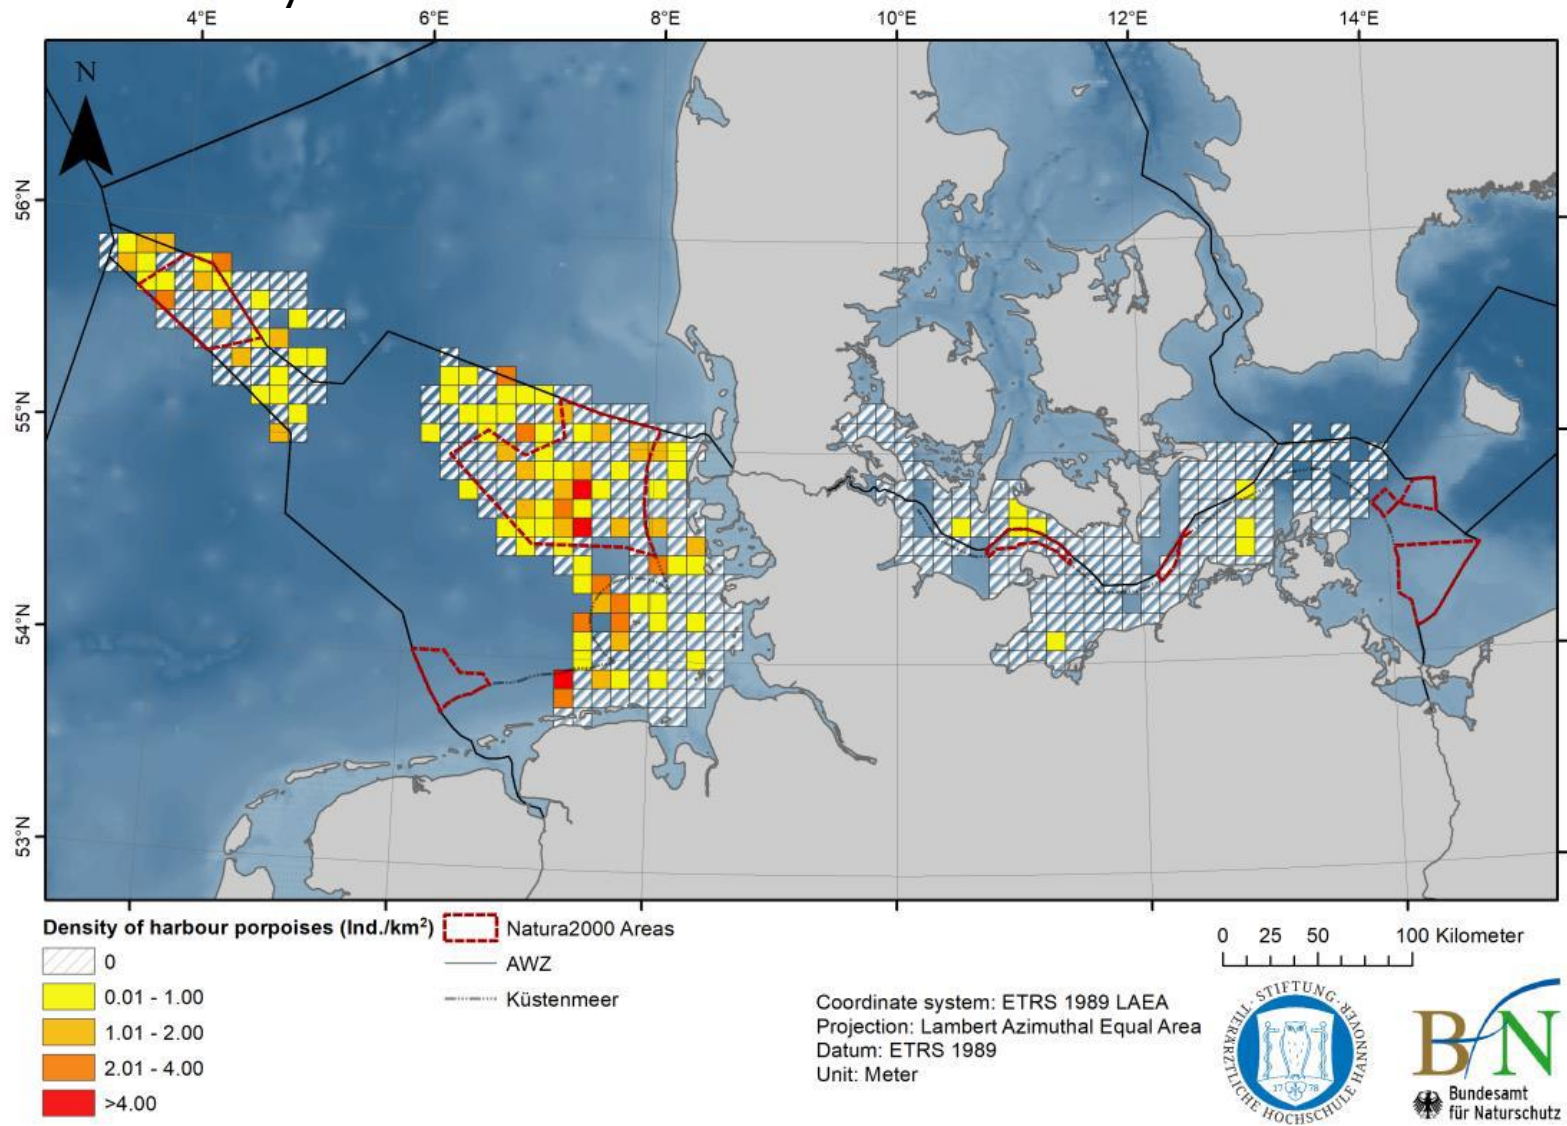 4°E 6°E 8°E 10°E 12°E 14°E
N
56°N
55°N
54°N
53°N
Density of harbour porpoises (Ind./km²)
0
0.01 - 1.00
1.01 - 2.00
2.01 - 4.00
>4.00
Natura2000 Areas
AWZ
Küstenmeer
Coordinate system: ETRS 1989 LAEA
Projection: Lambert Azimuthal Equal Area
Datum: ETRS 1989
Unit: Meter
0 25 50 100 Kilometer
· STIFTUNG · TIERÄRZTLICHE HOCHSCHULE HANNOVER
1778
BfN
Bundesamt
für Naturschutz